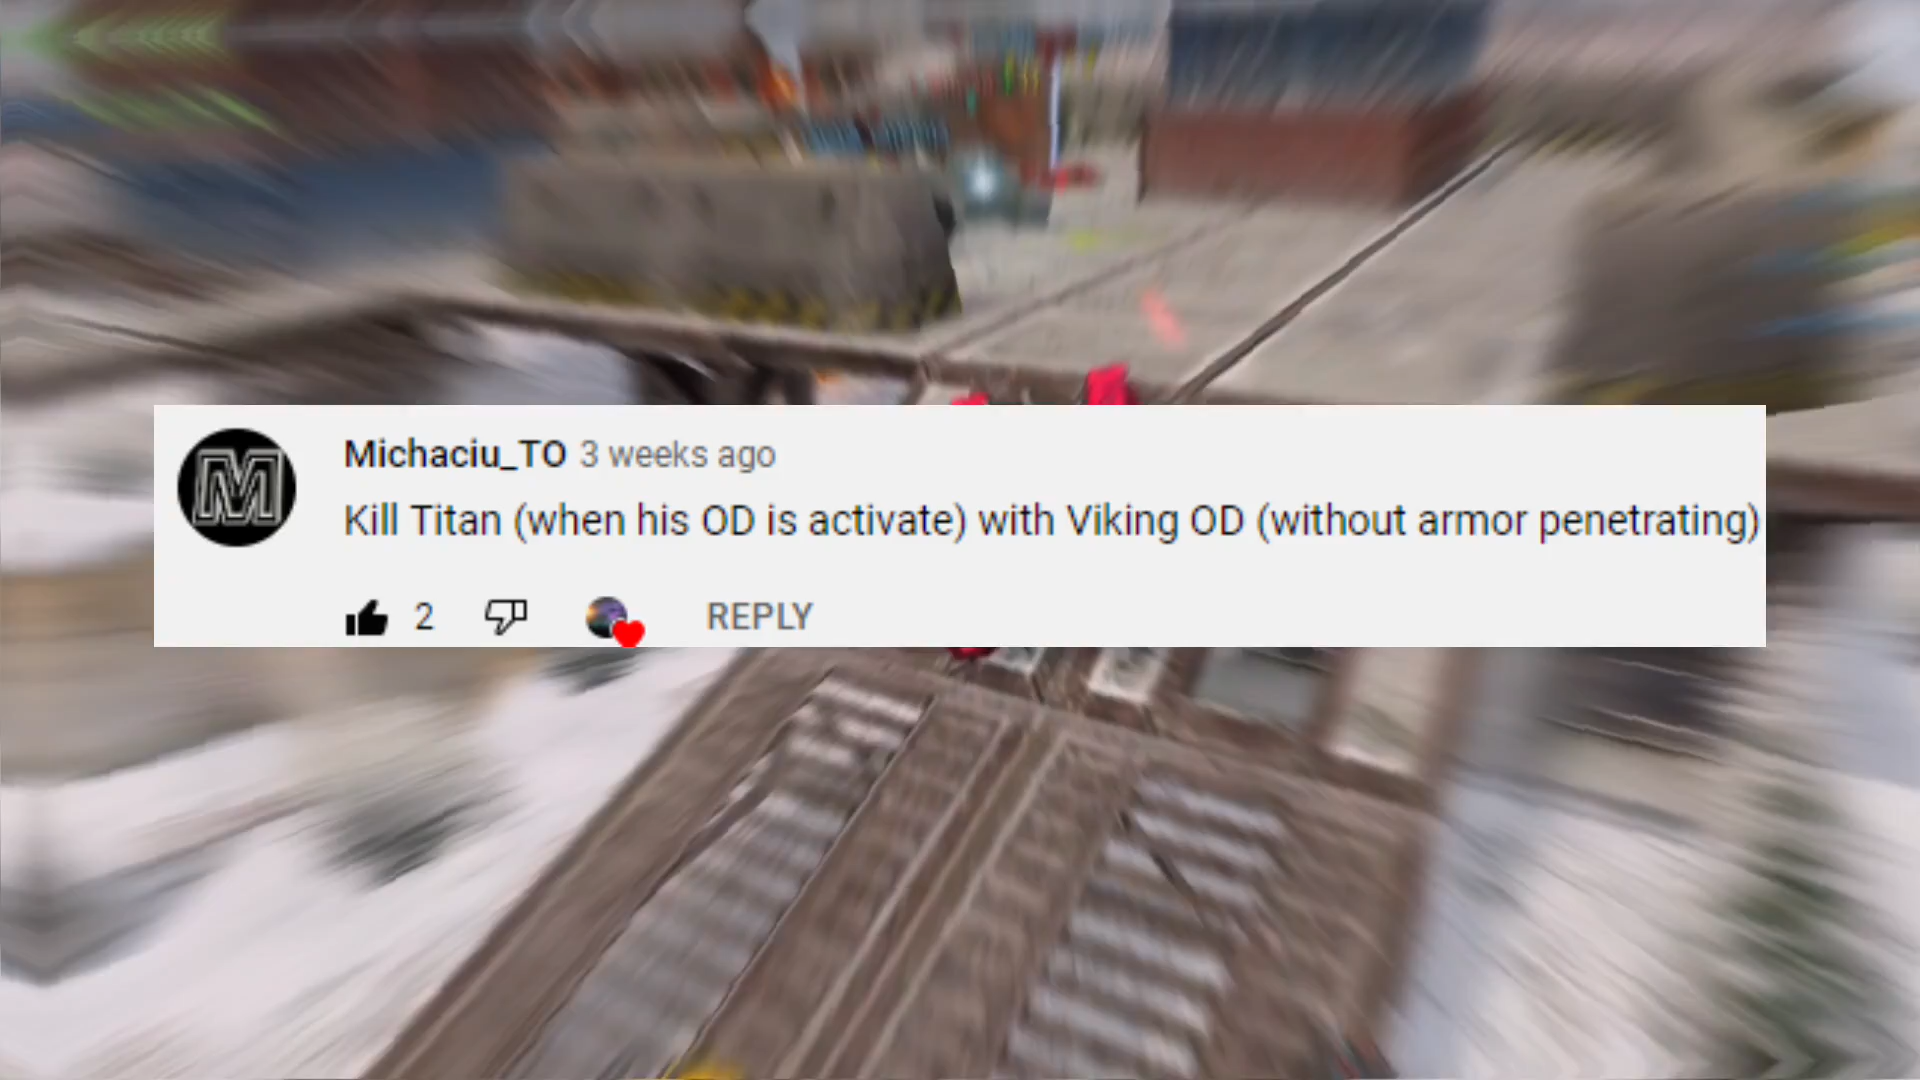 M
Michaciu_TO 3 weeks ago
Kill Titan (when his OD is activate) with Viking OD (without armor penetrating)
2 REPLY